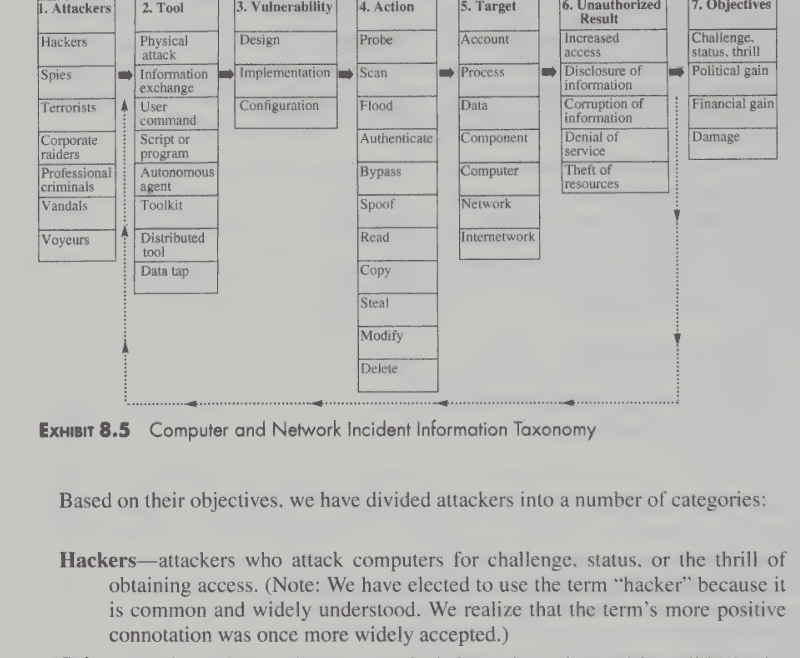 1. Attackers
Hackers
Spies
Terrorists
Corporate
raiders
Professional
criminals
Vandals
Voyeurs
2. Tool
Physical
attack
Information
exchange
User
command
Script or
program
Autonomous
agent
Toolkit
Distributed
tool
Data tap
3. Vulnerability
Design
Implementation
Configuration
4. Action
Probe
Scan
Flood
Authenticate
Bypass
Spoof
Read
Copy
Steal
Modify
Delete
5. Target
Account
Process
Data
Component
Computer
Network
Internetwork
6. Unauthorized
Result
Increased
access
Disclosure of
information
Corruption of
information
Denial of
service
Theft of
resources
7. Objectives
Challenge,
status, thrill
Political gain
Financial gain
Damage
EXHIBIT 8.5 Computer and Network Incident Information Taxonomy
Based on their objectives, we have divided attackers into a number of categories:
Hackers—attackers who attack computers for challenge, status, or the thrill of
obtaining access. (Note: We have elected to use the term “hacker” because it
is common and widely understood. We realize that the term’s more positive
connotation was once more widely accepted.)